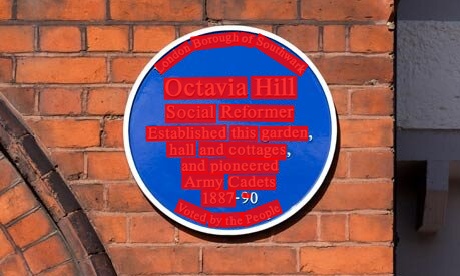 London Borough of Southwark
Octavia Hill
Social Reformer
Established this garden,
hall and cottages,
and pioneered
Army Cadets
1887-90
Voted by the People